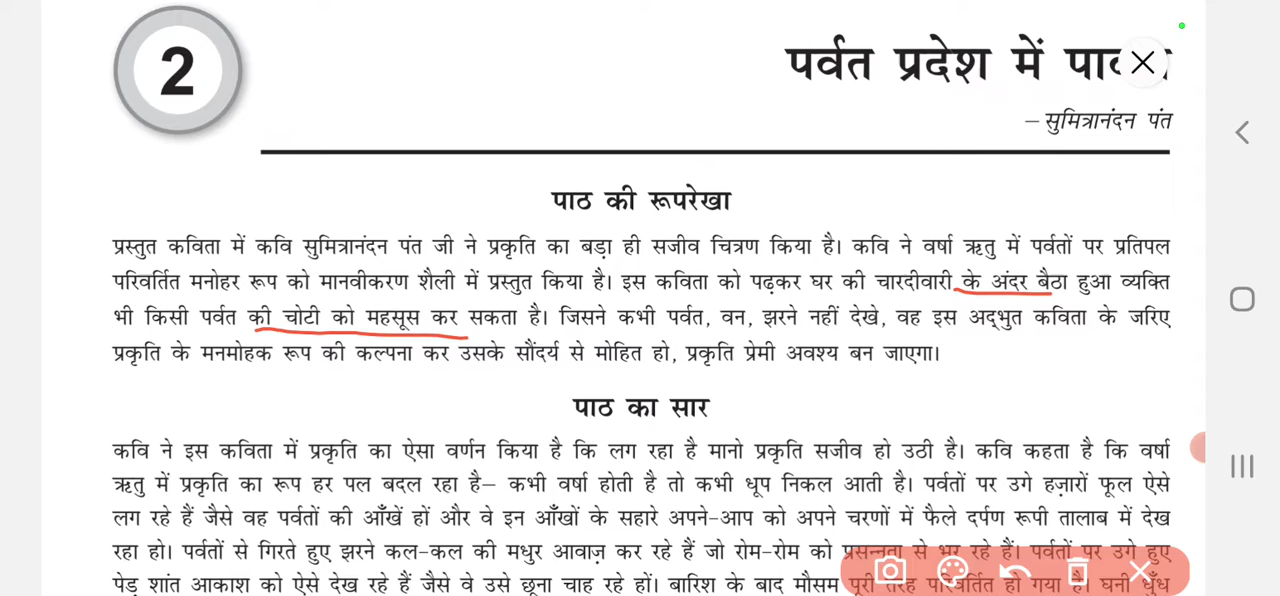 2
पर्वत प्रदेश में
– सुमित्रानंदन पंत
पाठ की रूपरेखा
प्रस्तुत कविता में कवि सुमित्रानंदन पंत जी ने प्रकृति का बड़ा ही सजीव चित्रण किया है। कवि ने वर्षा ऋतु में पर्वतों पर प्रतिपल
परिवर्तित मनोहर रूप को मानवीकरण शैली में प्रस्तुत किया है। इस कविता को पढ़कर घर की चारदीवारी के अंदर बैठा हुआ व्यक्ति
भी किसी पर्वत की चोटी को महसूस कर सकता है। जिसने कभी पर्वत, वन, झरने नहीं देखे, वह इस अद्भुत कविता के जरिए
प्रकृति के मनमोहक रूप की कल्पना कर उसके सौंदर्य से मोहित हो, प्रकृति प्रेमी अवश्य बन जाएगा।
पाठ का सार
कवि ने इस कविता में प्रकृति का ऐसा वर्णन किया है कि लग रहा है मानो प्रकृति सजीव हो उठी है। कवि कहता है कि वर्षा
ऋतु में प्रकृति का रूप हर पल बदल रहा है– कभी वर्षा होती है तो कभी धूप निकल आती है। पर्वतों पर उगे हज़ारों फूल ऐसे
लग रहे हैं जैसे वह पर्वतों की आँखें हों और वे इन आँखों के सहारे अपने-आप को अपने चरणों में फैले दर्पण रूपी तालाब में देख
रहा हो। पर्वतों से गिरते हुए झरने कल-कल की मधुर आवाज़ कर रहे हैं जो रोम-रोम को प्रसन्नता से भर रहे हैं। पर्वतों पर उगे हुए
पेड़ शांत आकाश को ऐसे देख रहे हैं जैसे वे उसे छूना चाह रहे हों। बारिश के बाद मौसम पूरी तरह परिवर्तित हो गया है। घनी धुँध